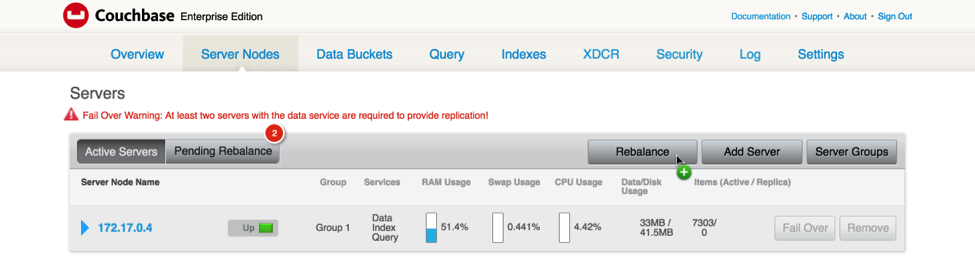 Couchbase Enterprise Edition
Documentation • Support • About • Sign Out
Overview Server Nodes Data Buckets Query Indexes XDCR Security Log Settings
Servers
Fail Over Warning: At least two servers with the data service are required to provide replication!
Active Servers Pending Rebalance 2 Rebalance Add Server Server Groups
Server Node Name Group Services RAM Usage Swap Usage CPU Usage Data/Disk Usage Items (Active / Replica)
172.17.0.4 Up Group 1 Data Index Query 51.4% 0.441% 4.42% 33MB / 41.5MB 7303/ 0 Fail Over Remove